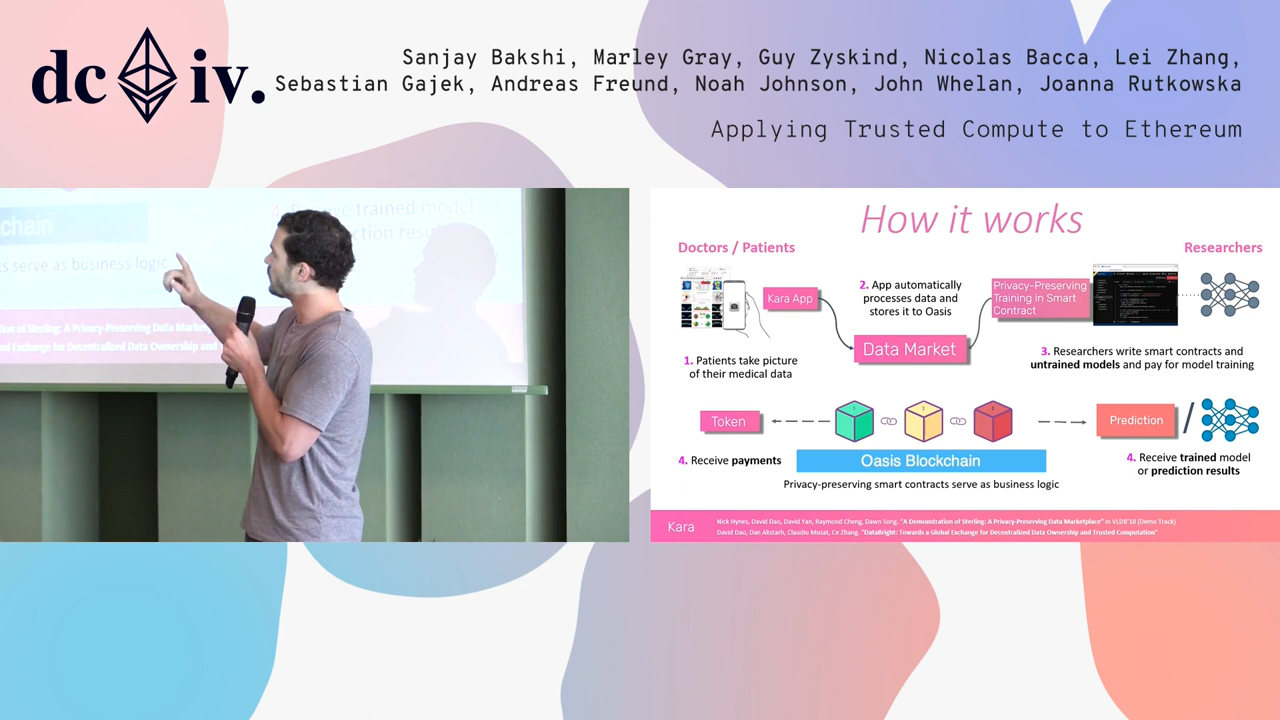 dc iv.
Sanjay Bakshi, Marley Gray, Guy Zyskind, Nicolas Bacca, Lei Zhang,
Sebastian Gajek, Andreas Freund, Noah Johnson, John Whelan, Joanna Rutkowska
Applying Trusted Compute to Ethereum
chain
ts serve as business logic
How it works
Doctors / Patients
Researchers
Kara App
2. App automatically
processes data and
stores it to Oasis
Privacy-Preserving
Training in Smart
Contract
Data Market
1. Patients take picture
of their medical data
3. Researchers write smart contracts and
untrained models and pay for model training
Token
Prediction
/
4. Receive payments
Oasis Blockchain
4. Receive trained model
or prediction results
Privacy-preserving smart contracts serve as business logic
Kara
Nick Hynes, David Dao, David Yan, Raymond Cheng, Dawn Song. "A Demonstration of Sterling: A Privacy-Preserving Data Marketplace" in VLDB'18 (Demo Track)
David Dao, Dan Alistarh, Claudiu Musat, Ce Zhang. "DataBright: Towards a Global Exchange for Decentralized Data Ownership and Trusted Computation"